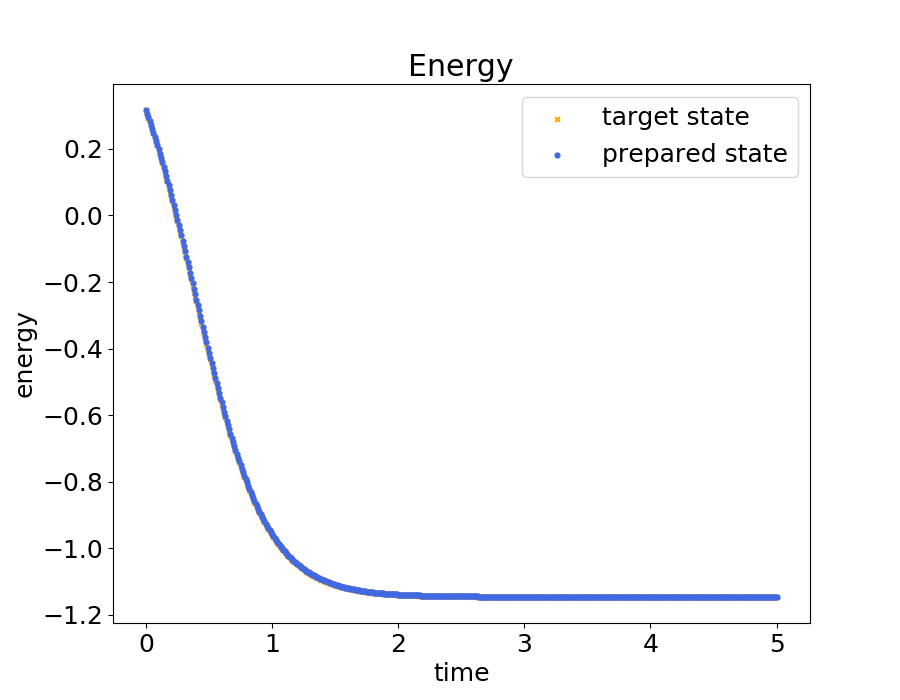 Energy
target state
prepared state
energy
0.2
0.0
−0.2
−0.4
−0.6
−0.8
−1.0
−1.2
0 1 2 3 4 5
time